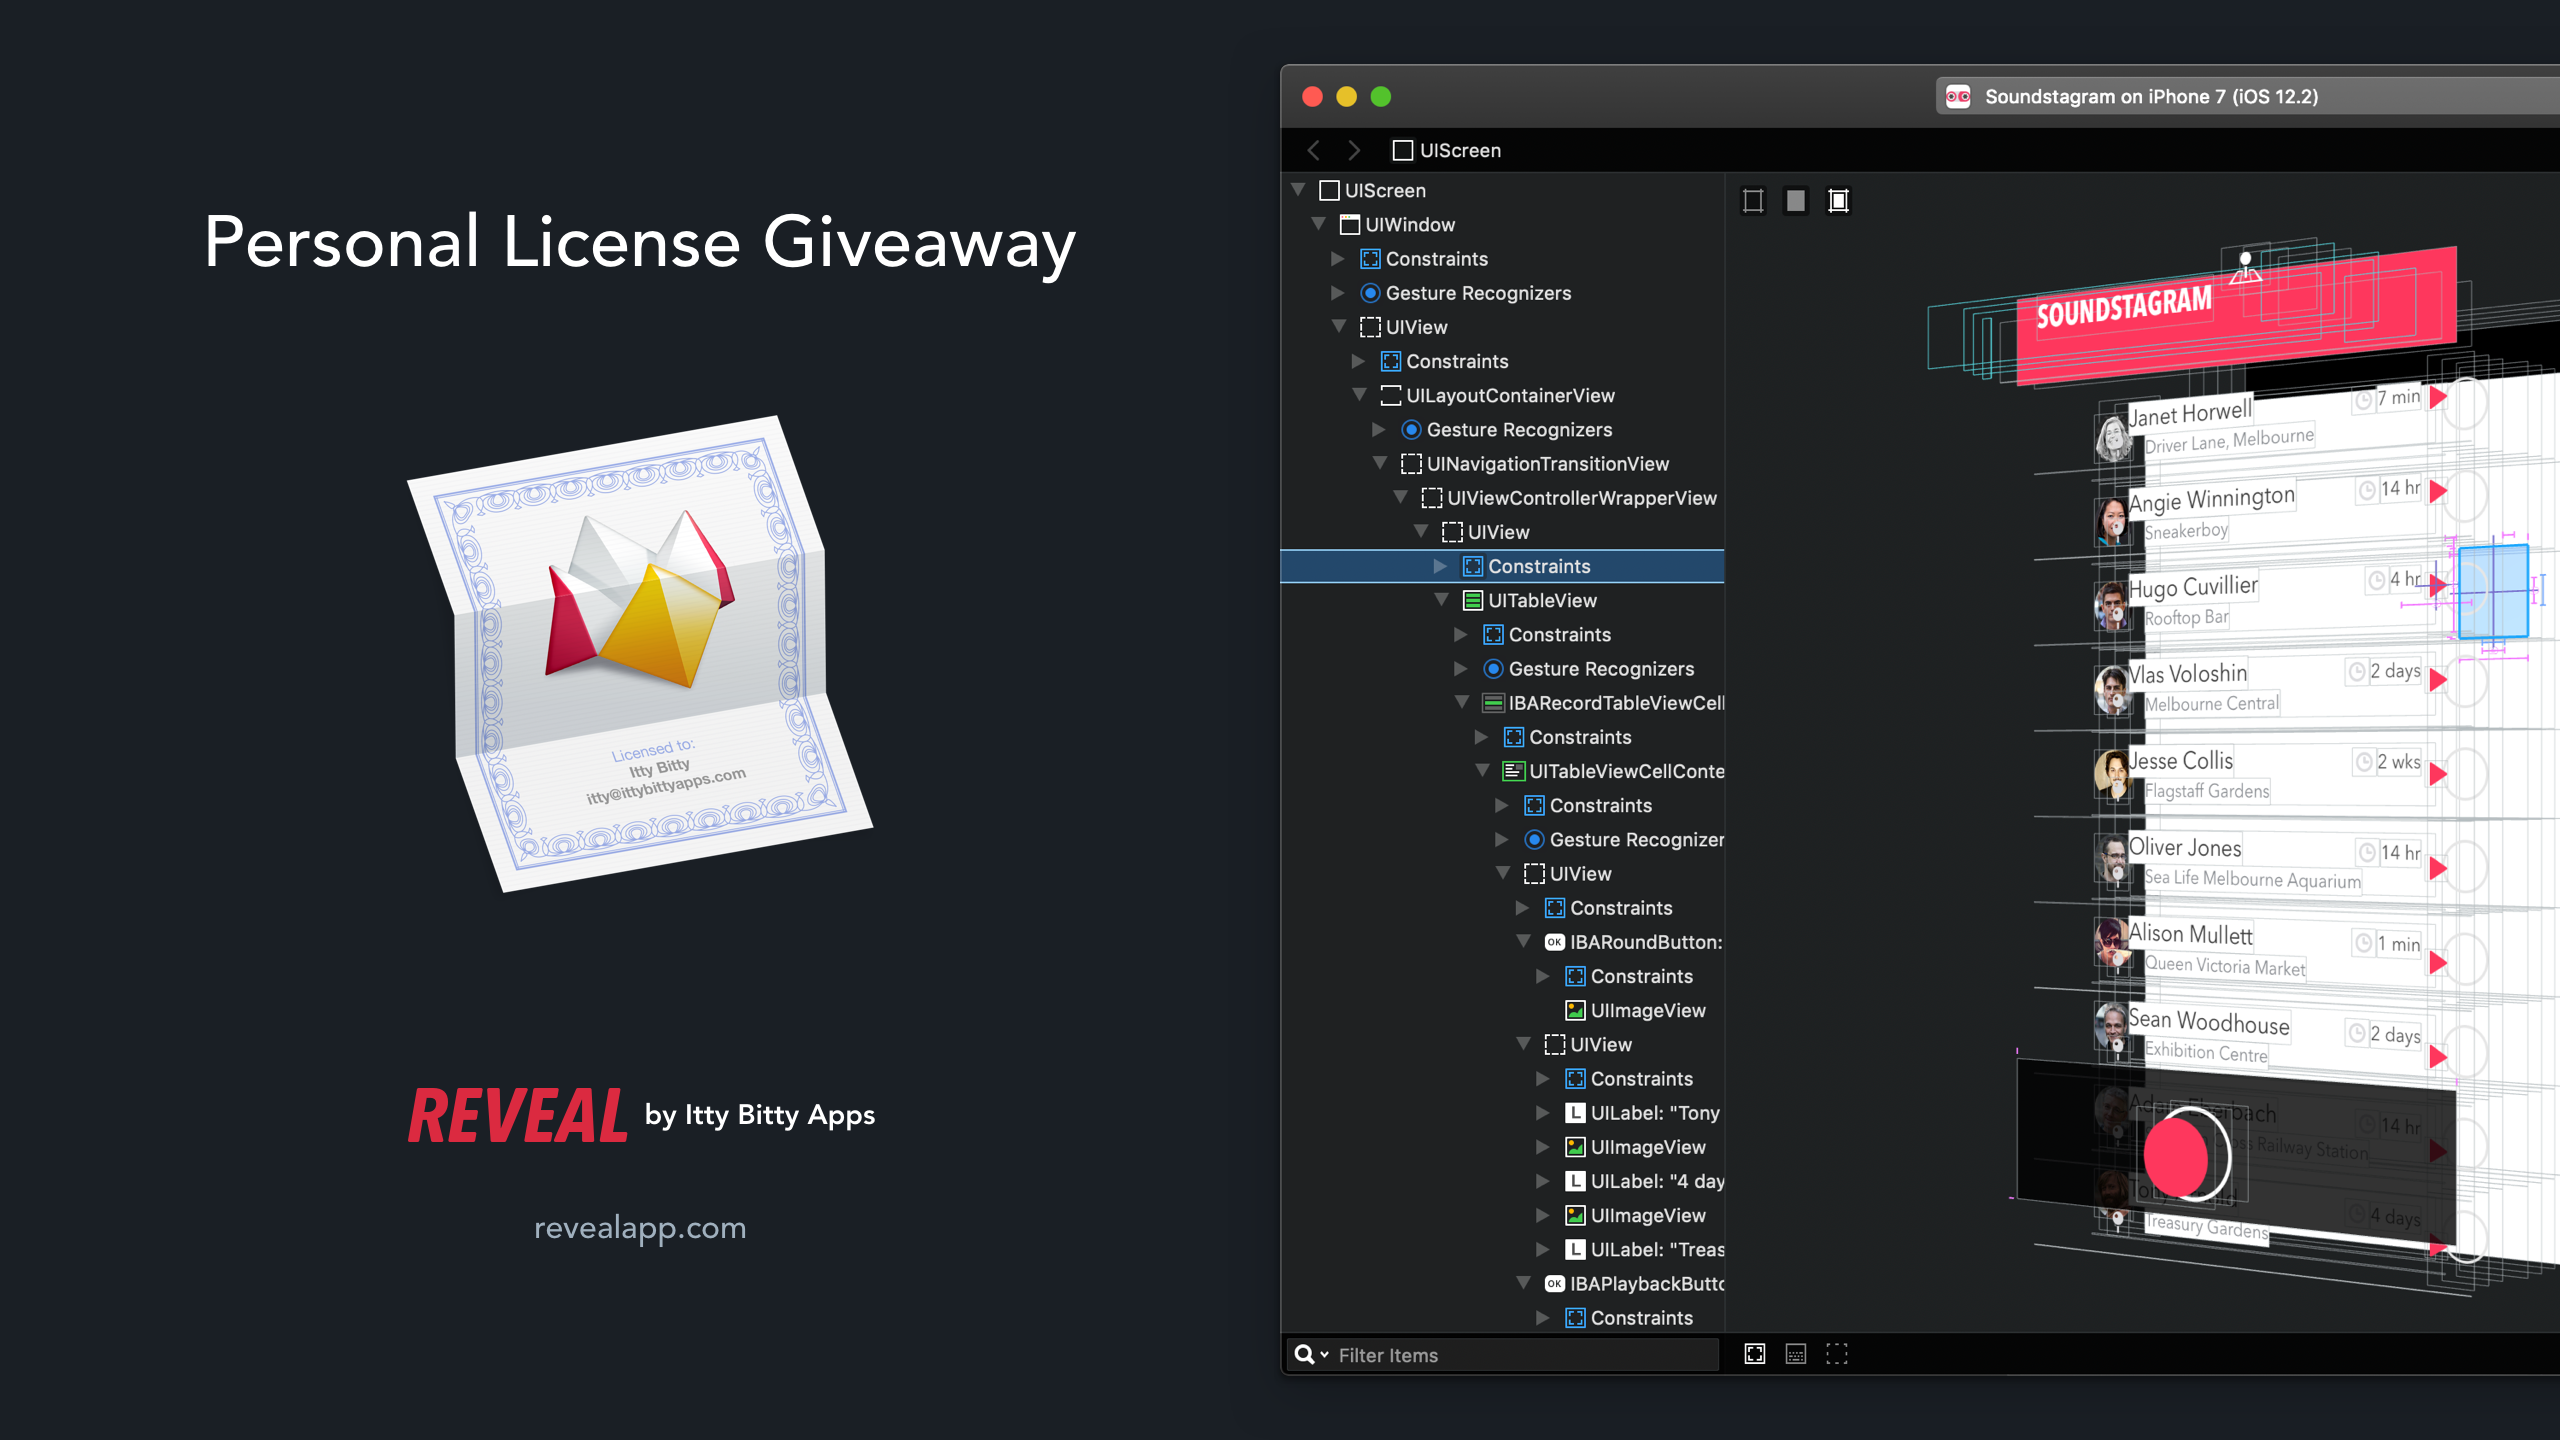 Personal License Giveaway
Licensed to:
Itty Bitty
itty@ittybittyapps.com
REVEAL by Itty Bitty Apps
revealapp.com
Soundstagram on iPhone 7 (iOS 12.2)
UIScreen
UIScreen
UIWindow
Constraints
Gesture Recognizers
UIView
Constraints
UILayoutContainerView
Gesture Recognizers
UINavigationTransitionView
UIViewControllerWrapperView
UIView
Constraints
UITableView
Constraints
Gesture Recognizers
IBARecordTableViewCell
Constraints
UITableViewCellConte
Constraints
Gesture Recognizer
UIView
Constraints
OK IBARoundButton:
Constraints
UIImageView
UIView
Constraints
L UILabel: "Tony
UIImageView
L UILabel: "4 day
UIImageView
L UILabel: "Treas
OK IBAPlaybackButto
Constraints
Filter Items
SOUNDSTAGRAM
Janet Horwell 7 min
Driver Lane, Melbourne
Angie Winnington 14 hr
Sneakerboy
Hugo Cuvillier 4 hr
Rooftop Bar
Vlas Voloshin 2 days
Melbourne Central
Jesse Collis 2 wks
Flagstaff Gardens
Oliver Jones 14 hr
Sea Life Melbourne Aquarium
Alison Mullett 1 min
Queen Victoria Market
Sean Woodhouse 2 days
Exhibition Centre
14 hr
Railway Station
4 days
Treasury Gardens